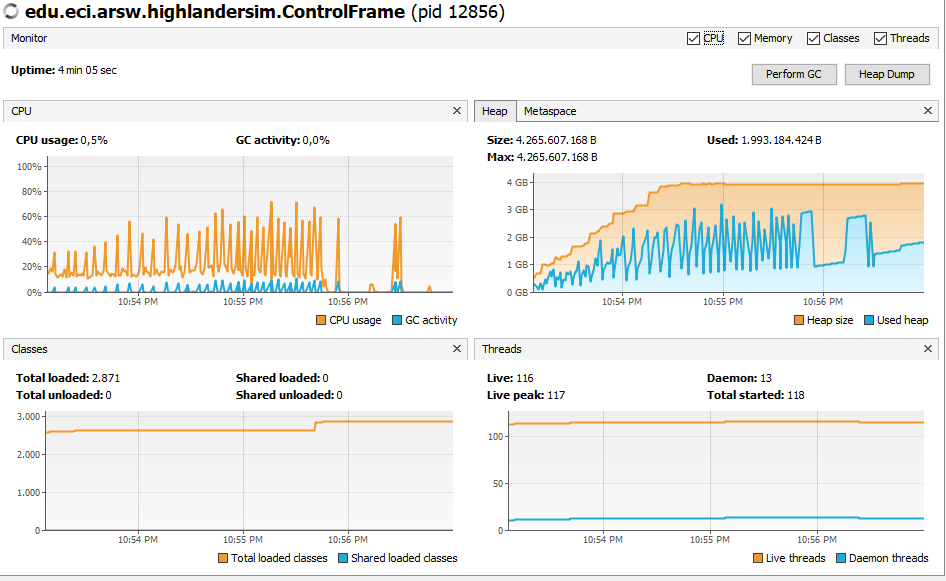 edu.eci.arsw.highlandersim.ControlFrame (pid 12856)
Monitor
CPU Memory Classes Threads
Uptime: 4 min 05 sec
Perform GC Heap Dump
CPU
CPU usage: 0,5% GC activity: 0,0%
100%
80%
60%
40%
20%
0%
10:54 PM 10:55 PM 10:56 PM
CPU usage GC activity
Heap Metaspace
Size: 4.265.607.168 B Used: 1.993.184.424 B
Max: 4.265.607.168 B
4 GB
3 GB
2 GB
1 GB
0 GB
10:54 PM 10:55 PM 10:56 PM
Heap size Used heap
Classes
Total loaded: 2.871 Shared loaded: 0
Total unloaded: 0 Shared unloaded: 0
3.000
2.000
1.000
0
10:54 PM 10:55 PM 10:56 PM
Total loaded classes Shared loaded classes
Threads
Live: 116 Daemon: 13
Live peak: 117 Total started: 118
100
50
0
10:54 PM 10:55 PM 10:56 PM
Live threads Daemon threads